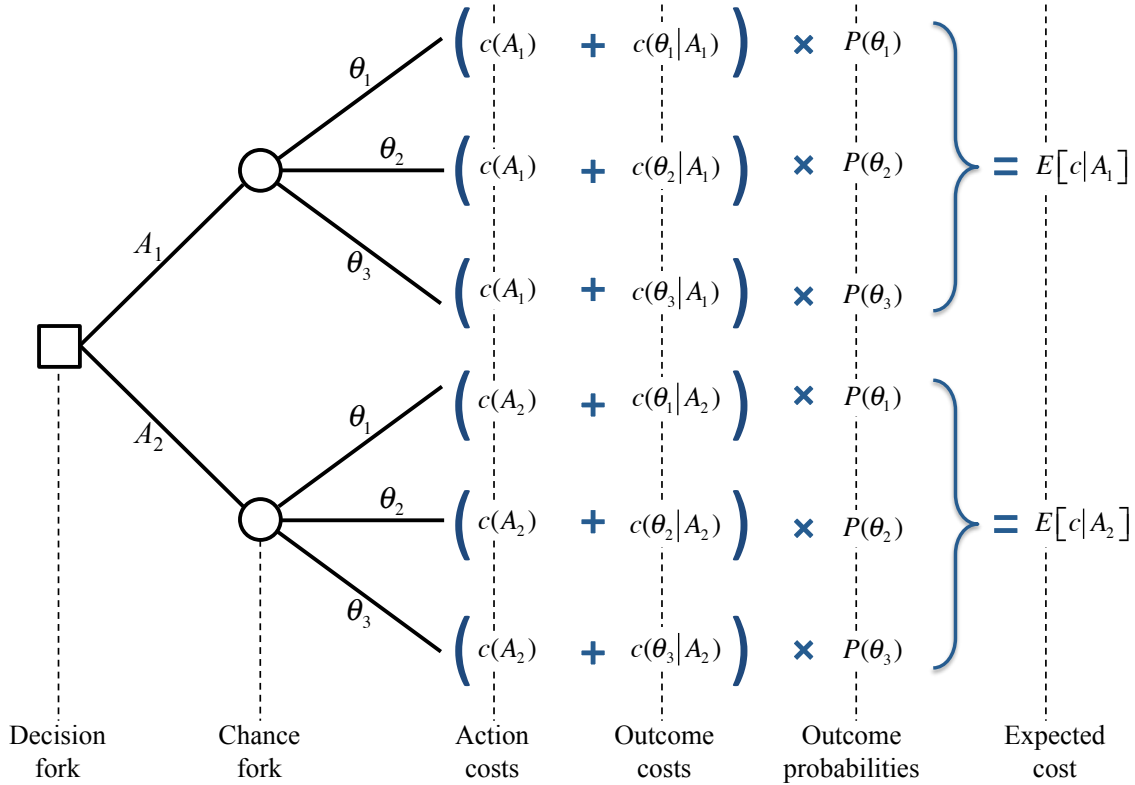 θ₁ ( c(A₁) + c(θ₁|A₁) ) × P(θ₁)
θ₂ ( c(A₁) + c(θ₂|A₁) ) × P(θ₂) = E[c|A₁]
A₁
θ₃ ( c(A₁) + c(θ₃|A₁) ) × P(θ₃)
θ₁ ( c(A₂) + c(θ₁|A₂) ) × P(θ₁)
A₂
θ₂ ( c(A₂) + c(θ₂|A₂) ) × P(θ₂) = E[c|A₂]
θ₃ ( c(A₂) + c(θ₃|A₂) ) × P(θ₃)
Decision fork
Chance fork
Action costs
Outcome costs
Outcome probabilities
Expected cost